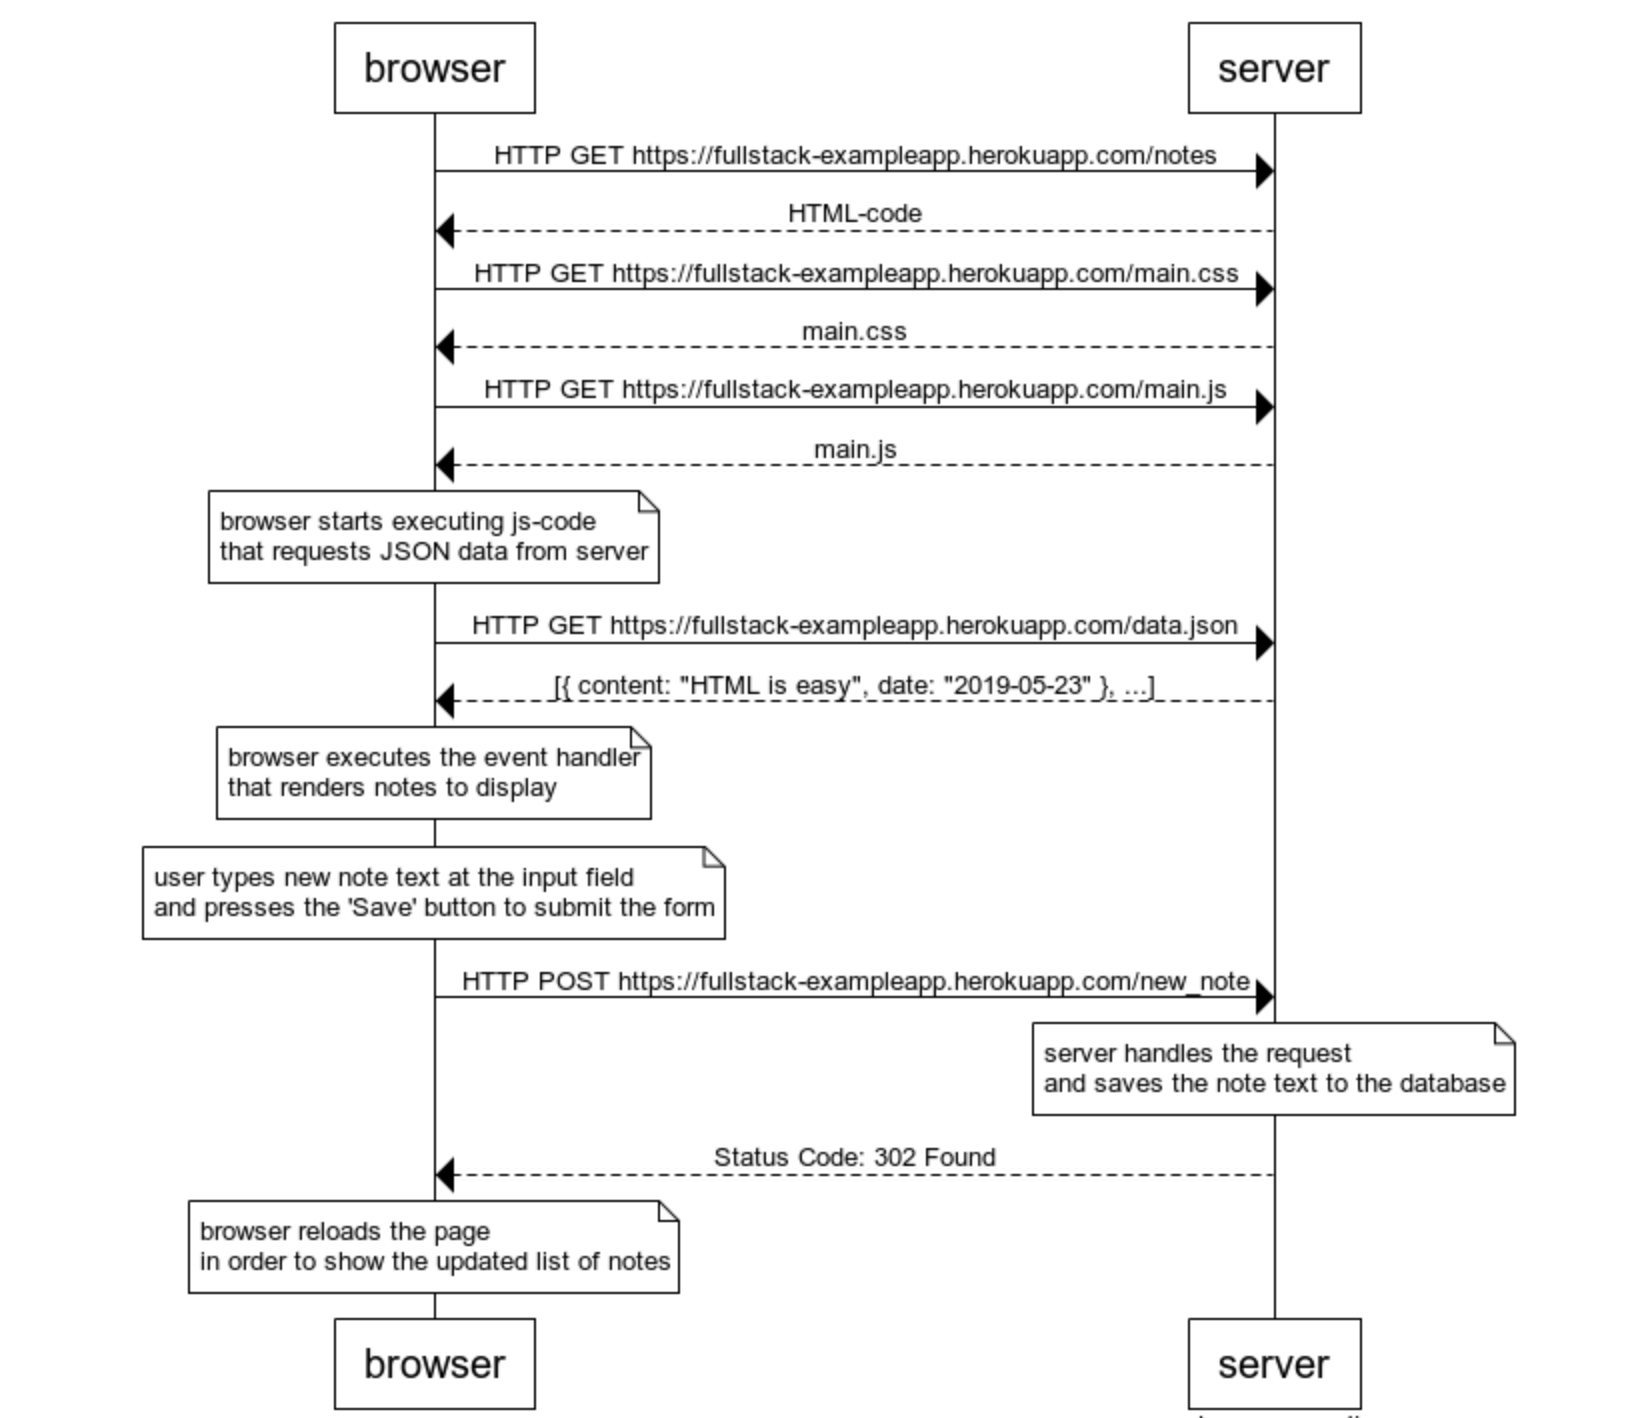 browser
server
HTTP GET https://fullstack-exampleapp.herokuapp.com/notes
HTML-code
HTTP GET https://fullstack-exampleapp.herokuapp.com/main.css
main.css
HTTP GET https://fullstack-exampleapp.herokuapp.com/main.js
main.js
browser starts executing js-code
that requests JSON data from server
HTTP GET https://fullstack-exampleapp.herokuapp.com/data.json
[{ content: "HTML is easy", date: "2019-05-23" }, ...]
browser executes the event handler
that renders notes to display
user types new note text at the input field
and presses the 'Save' button to submit the form
HTTP POST https://fullstack-exampleapp.herokuapp.com/new_note
server handles the request
and saves the note text to the database
Status Code: 302 Found
browser reloads the page
in order to show the updated list of notes
browser
server